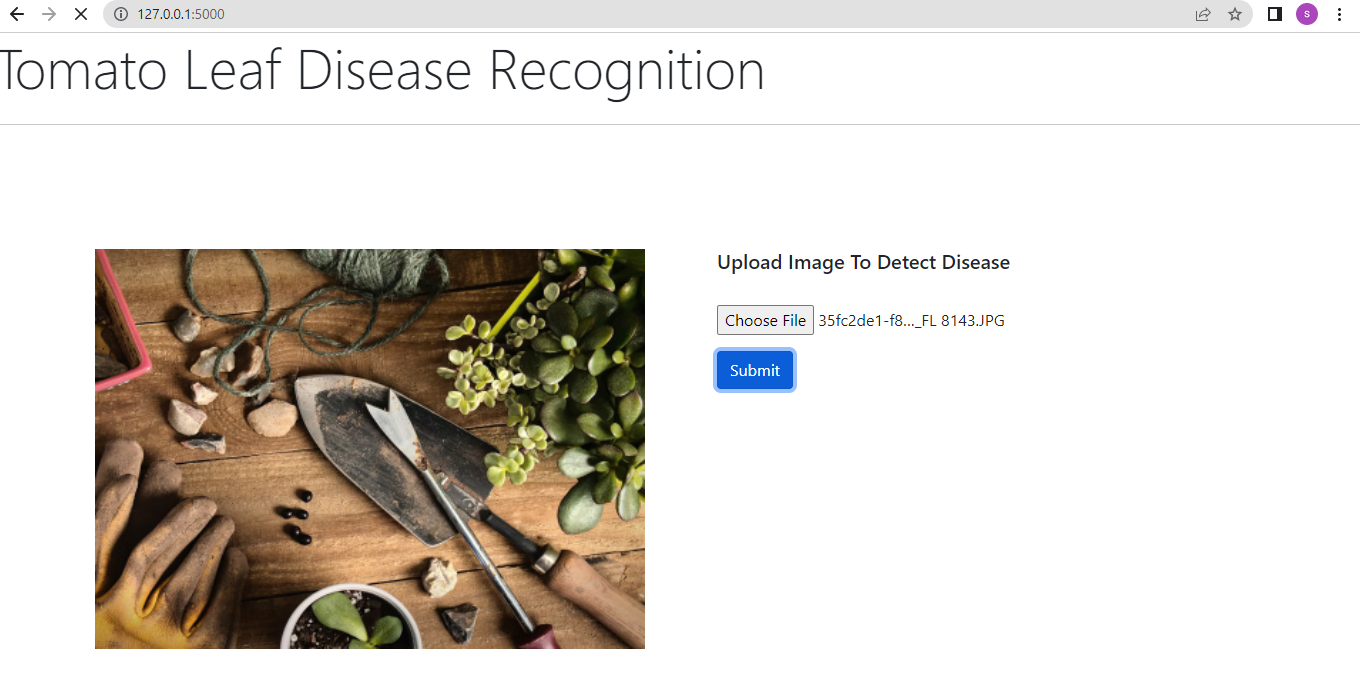 127.0.0.1:5000
s
Tomato Leaf Disease Recognition
Upload Image To Detect Disease
Choose File 35fc2de1-f8..._FL 8143.JPG
Submit